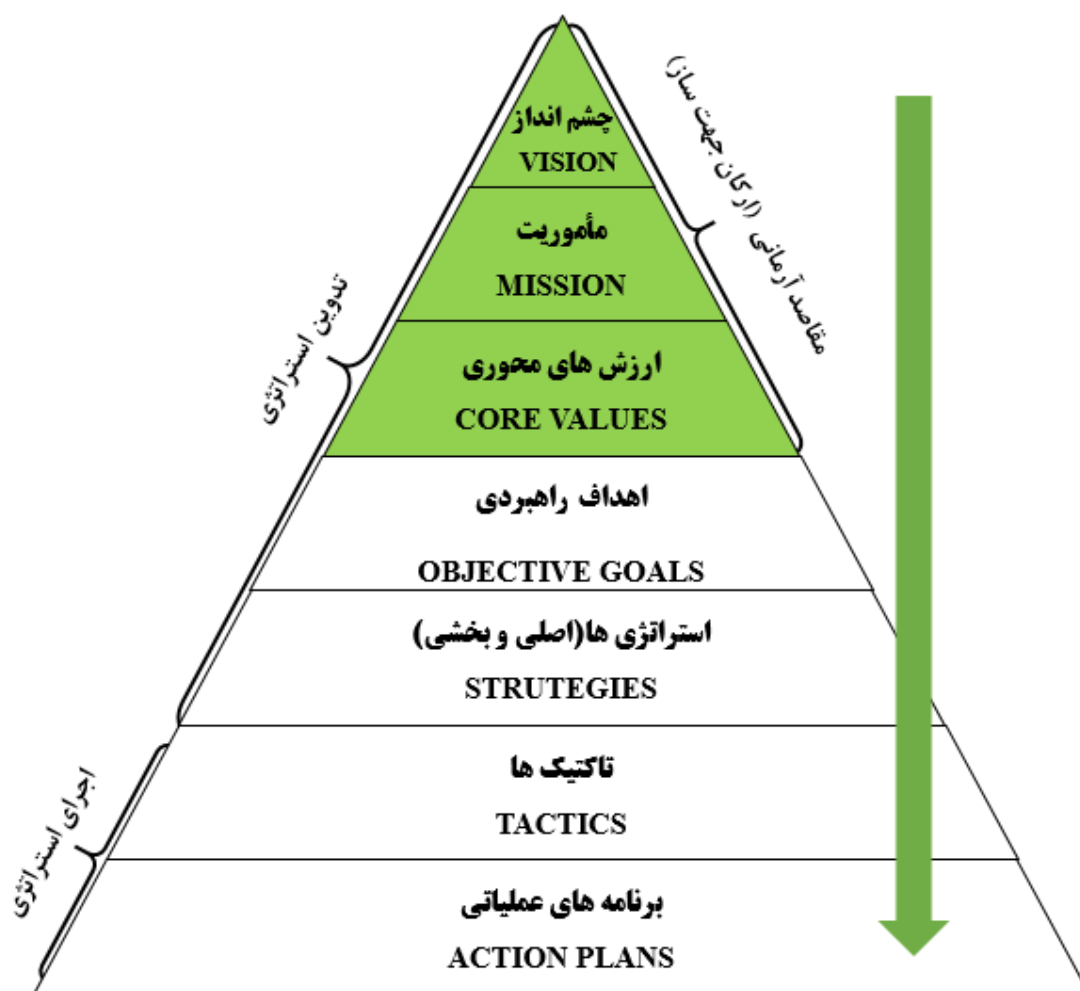 چشم انداز
VISION
مأموریت
MISSION
ارزش های محوری
CORE VALUES
اهداف راهبردی
OBJECTIVE GOALS
استراتژی ها(اصلی و بخشی)
STRUTEGIES
تاکتیک ها
TACTICS
برنامه های عملیاتی
ACTION PLANS
مقاصد آرمانی (ارکان جهت ساز)
تدوین استراتژی
اجرای استراتژی